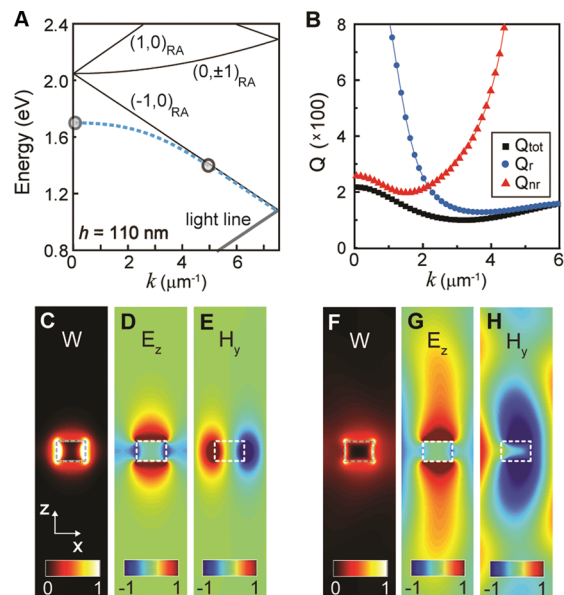 A
2.4
2.0
1.6
1.2
0.8
Energy (eV)
(1,0)RA
(0,±1)RA
(-1,0)RA
light line
h = 110 nm
0 2 4 6
k (μm⁻¹)
B
8
6
4
2
0
Q (×100)
Qtot
Qr
Qnr
0 2 4 6
k (μm⁻¹)
C W
D Ez
E Hy
F W
G Ez
H Hy
z
x
0 1
-1 1
-1 1
0 1
-1 1
-1 1